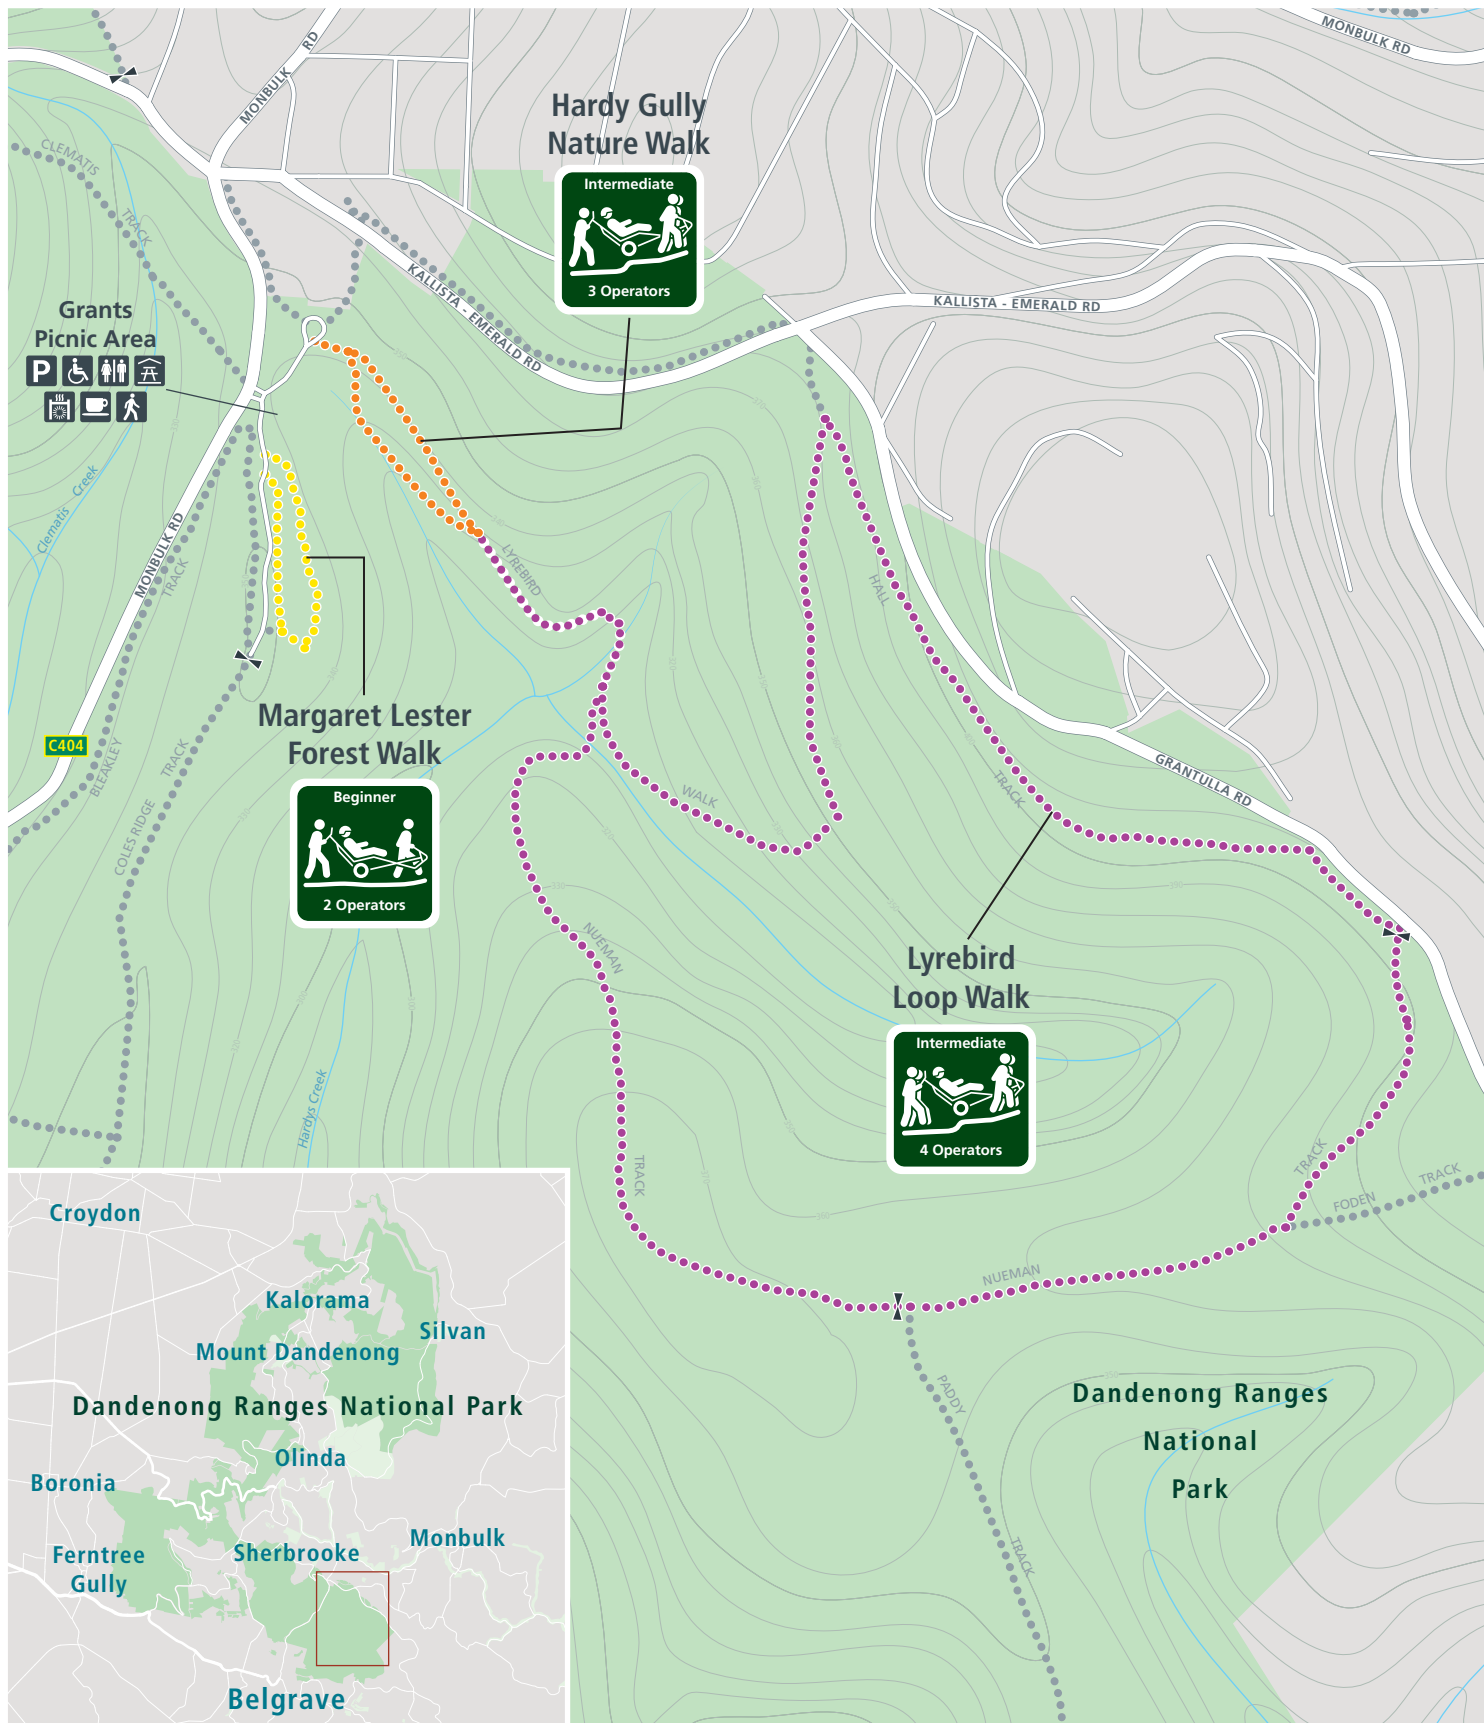 MONBULK RD
MONBULK RD
CLEMATIS
TRACK
Hardy Gully
Nature Walk
Intermediate
3 Operators
Grants
Picnic Area
P
KALLISTA - EMERALD RD
KALLISTA - EMERALD RD
Clematis Creek
MONBULK RD
TRACK
LYREBIRD
HALL
C404
BLEAKLEY
COLES RIDGE
TRACK
Margaret Lester
Forest Walk
Beginner
2 Operators
WALK
TRACK
GRANTULLA RD
NUEMAN
Lyrebird
Loop Walk
Intermediate
4 Operators
Hardys Creek
TRACK
TRACK
FODEN
TRACK
NUEMAN
PADDY
TRACK
Dandenong Ranges
National
Park
Croydon
Kalorama
Silvan
Mount Dandenong
Dandenong Ranges National Park
Olinda
Boronia
Monbulk
Ferntree
Gully
Sherbrooke
Belgrave